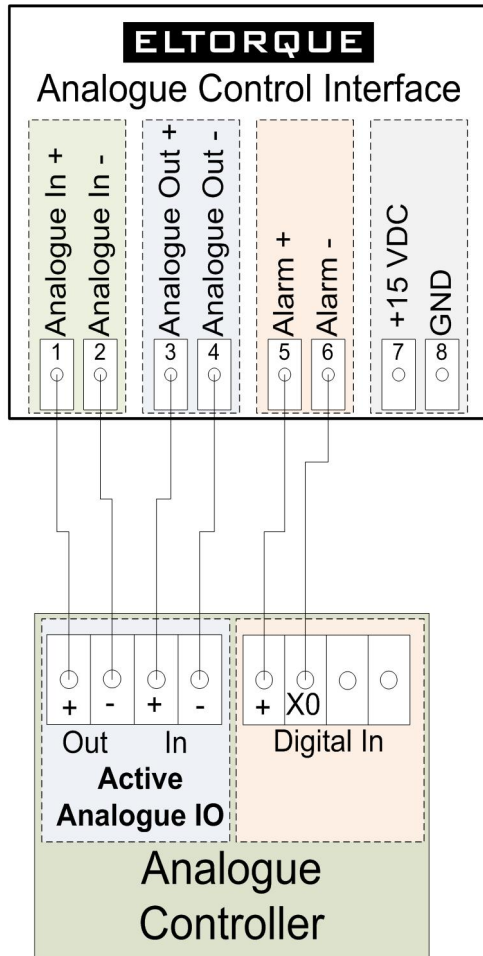 ELTORQUE
Analogue Control Interface
Analogue In +
Analogue In -
Analogue Out +
Analogue Out -
Alarm +
Alarm -
+15 VDC
GND
1 2 3 4 5 6 7 8
+ - + - + X0
Out In Digital In
Active
Analogue IO
Analogue
Controller